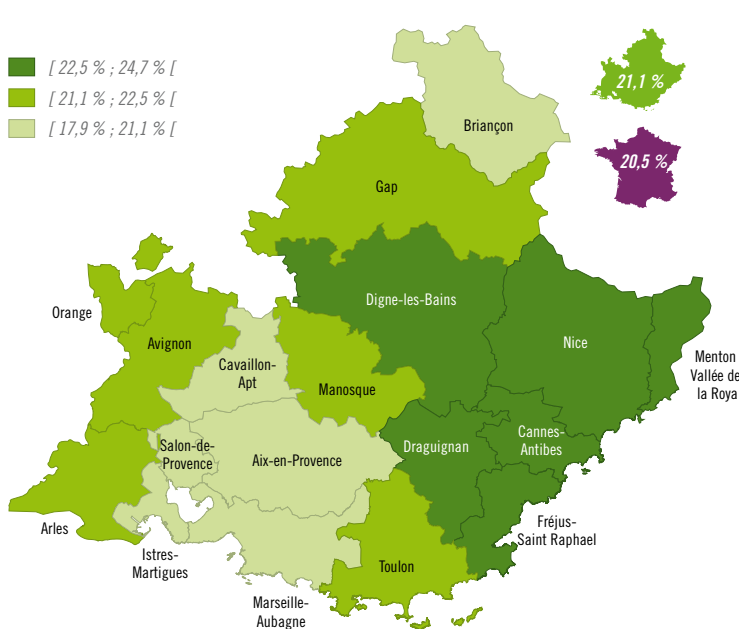 [ 22,5 % ; 24,7 % [
[ 21,1 % ; 22,5 % [
[ 17,9 % ; 21,1 % [
21,1 %
20,5 %
Briançon
Gap
Digne-les-Bains
Orange
Avignon
Nice
Menton
Vallée de
la Roya
Cavaillon-
Apt
Manosque
Cannes-
Antibes
Draguignan
Salon-de-
Provence
Aix-en-Provence
Arles
Fréjus-
Saint Raphael
Istres-
Martigues
Toulon
Marseille-
Aubagne